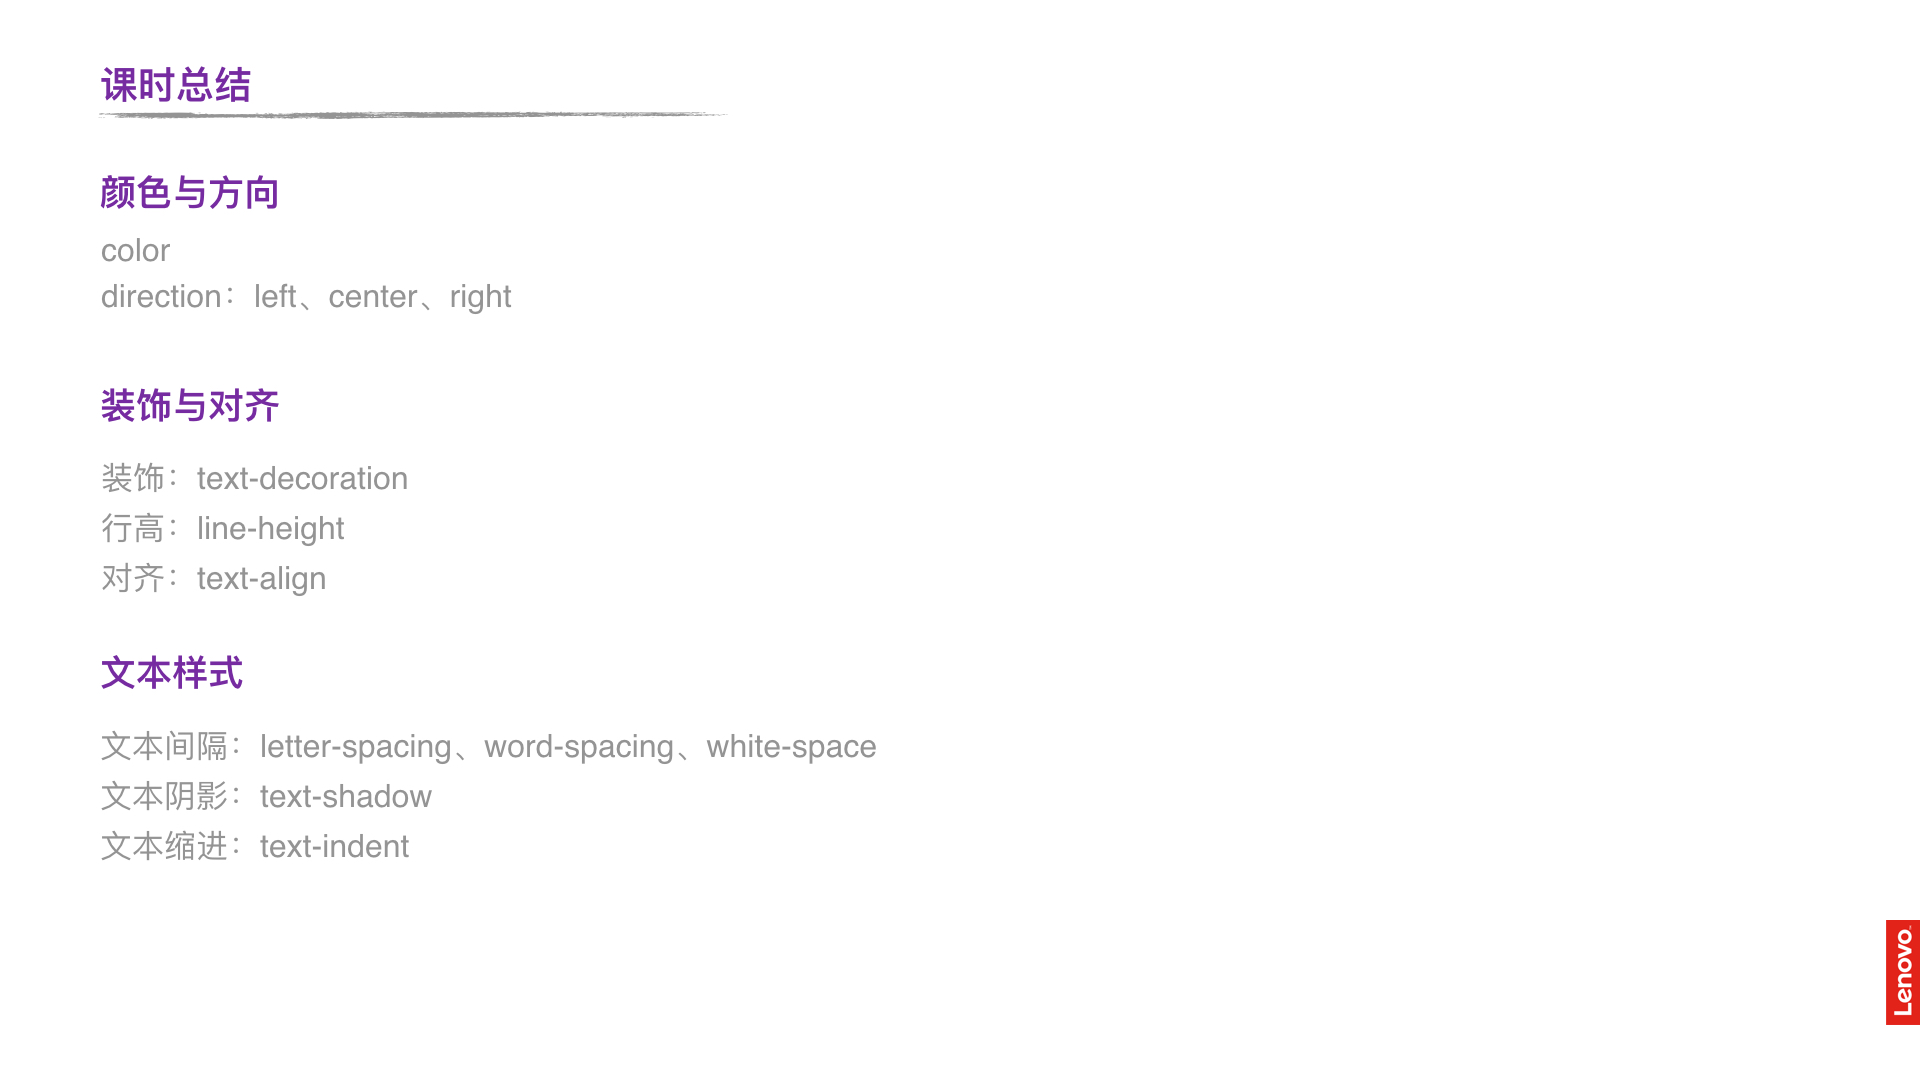 课时总结
颜色与方向
color
direction：left、center、right
装饰与对齐
装饰：text-decoration
行高：line-height
对齐：text-align
文本样式
文本间隔：letter-spacing、word-spacing、white-space
文本阴影：text-shadow
文本缩进：text-indent
Lenovo